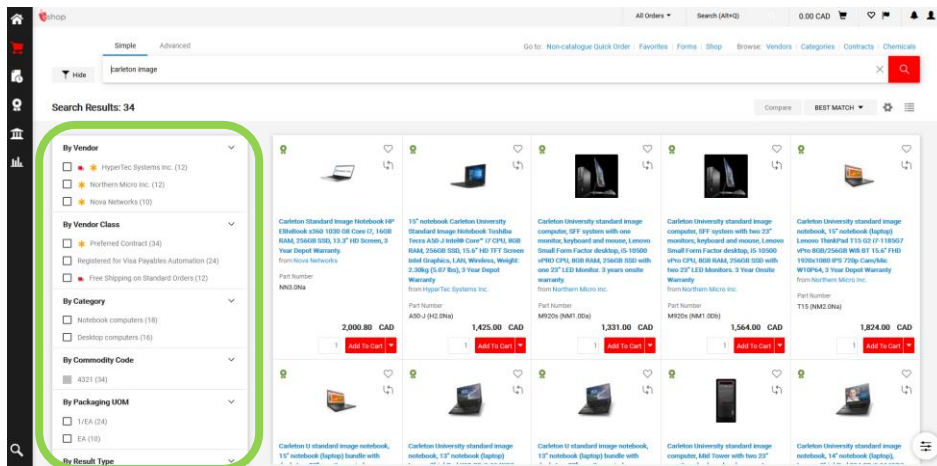 eshop
All Orders
Search (Alt+Q)
0.00 CAD
Simple
Advanced
Go to: Non-catalogue Quick Order | Favorites | Forms | Shop Browse: Vendors | Categories | Contracts | Chemicals
Hide
carleton image
Search Results: 34
Compare
BEST MATCH
By Vendor
HyperTec Systems Inc. (12)
Northern Micro Inc. (12)
Nova Networks (10)
By Vendor Class
Preferred Contract (34)
Registered for Visa Payables Automation (24)
Free Shipping on Standard Orders (12)
By Category
Notebook computers (18)
Desktop computers (16)
By Commodity Code
4321 (34)
By Packaging UOM
1/EA (24)
EA (10)
By Result Type
Carleton Standard Image Notebook HP
EliteBook x360 1030 G8 Core i7, 16GB
RAM, 256GB SSD, 13.3" HD Screen, 3
Year Depot Warranty.
from Nova Networks
Part Number
NN3.0Na
2,000.80 CAD
1
Add To Cart
15" notebook Carleton University
Standard Image Notebook Toshiba
Tecra A50-J Intel® Core™ i7 CPU, 8GB
RAM, 256GB SSD, 15.6" HD TFT Screen
Intel Graphics, LAN, Wireless, Weight:
2.30kg (5.07 lbs), 3 Year Depot
Warranty
from HyperTec Systems Inc.
Part Number
A50-J (H2.0Na)
1,425.00 CAD
1
Add To Cart
Carleton University standard image
computer, SFF system with one
monitor, keyboard and mouse, Lenovo
Small Form Factor desktop, i5-10500
vPRO CPU, 8GB RAM, 256GB SSD with
one 23" LED Monitor. 3 years onsite
warranty
from Northern Micro Inc.
Part Number
M920s (NM1.0Da)
1,331.00 CAD
1
Add To Cart
Carleton University standard image
computer, SFF system with two 23"
monitors, keyboard and mouse, Lenovo
Small Form Factor desktop, i5-10500
vPro CPU, 8GB RAM, 256GB SSD with
two 23" LED Monitors. 3 Year Onsite
Warranty
from Northern Micro Inc.
Part Number
M920s (NM1.0Db)
1,564.00 CAD
1
Add To Cart
Carleton University standard image
notebook, 15" notebook (laptop)
Lenovo ThinkPad T15 G2 i7-1185G7
vPro 8GB/256GB Wifi BT 15.6" FHD
1920x1080 IPS 720p Cam/Mic
W10P64, 3 Year Depot Warranty
from Northern Micro Inc.
Part Number
T15 (NM2.0Na)
1,824.00 CAD
1
Add To Cart
Carleton U standard image notebook,
15" notebook (laptop) bundle with
Carleton University standard image
notebook, 13" notebook (laptop)
Carleton U standard image notebook,
13" notebook (laptop) bundle with
Carleton University standard image
computer, Mid Tower with two 23"
Carleton University standard image
notebook, 14" notebook (laptop),